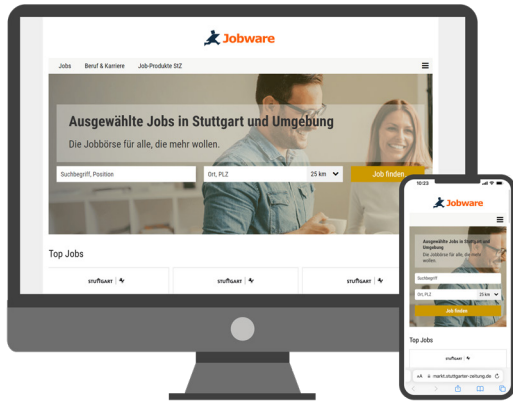 Jobware
Jobs Beruf & Karriere Job-Produkte StZ
Ausgewählte Jobs in Stuttgart und Umgebung
Die Jobbörse für alle, die mehr wollen.
Suchbegriff, Position Ort, PLZ 25 km Job finden
Top Jobs
STUTTGART STUTTGART STUTTGART
10:23
Jobware
Ausgewählte Jobs in Stuttgart und
Umgebung
Die Jobbörse für alle, die mehr
wollen.
Suchbegriff
Ort, PLZ 25 km
Job finden
Top Jobs
STUTTGART
AA markt.stuttgarter-zeitung.de